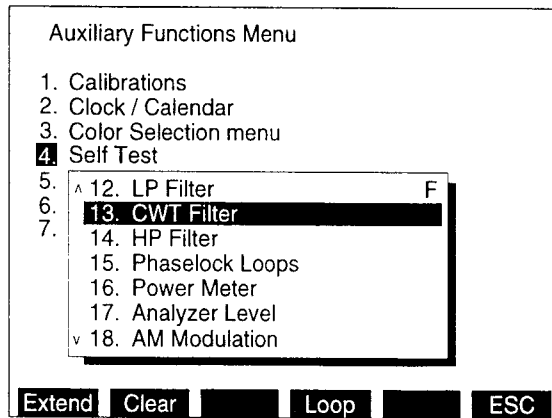 Auxiliary Functions Menu
1. Calibrations
2. Clock / Calendar
3. Color Selection menu
4. Self Test
5.
6.
7.
^ 12. LP Filter F
13. CWT Filter
14. HP Filter
15. Phaselock Loops
16. Power Meter
17. Analyzer Level
v 18. AM Modulation
Extend Clear Loop ESC